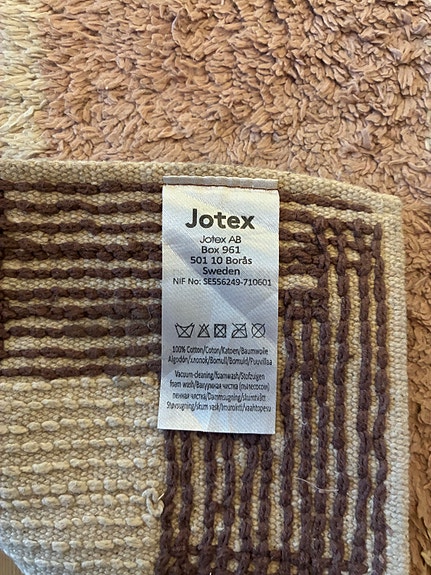 Jotex
Jotex AB
Box 961
501 10 Borås
Sweden
NIF No: SE556249-710601
100% Cotton/Coton/Katoen/Baumwolle
Algodón/хлопок/Bomull/Bomuld/Puuvillaa
Vacuum-cleaning/foamwash/Stofzuigen
foam wash/Вакуумная чистка (пылесосом)
пенная чистка/Dammsugning/skumtvätt
Støvsugning/skum vask/Imurointi/vaahtopesu